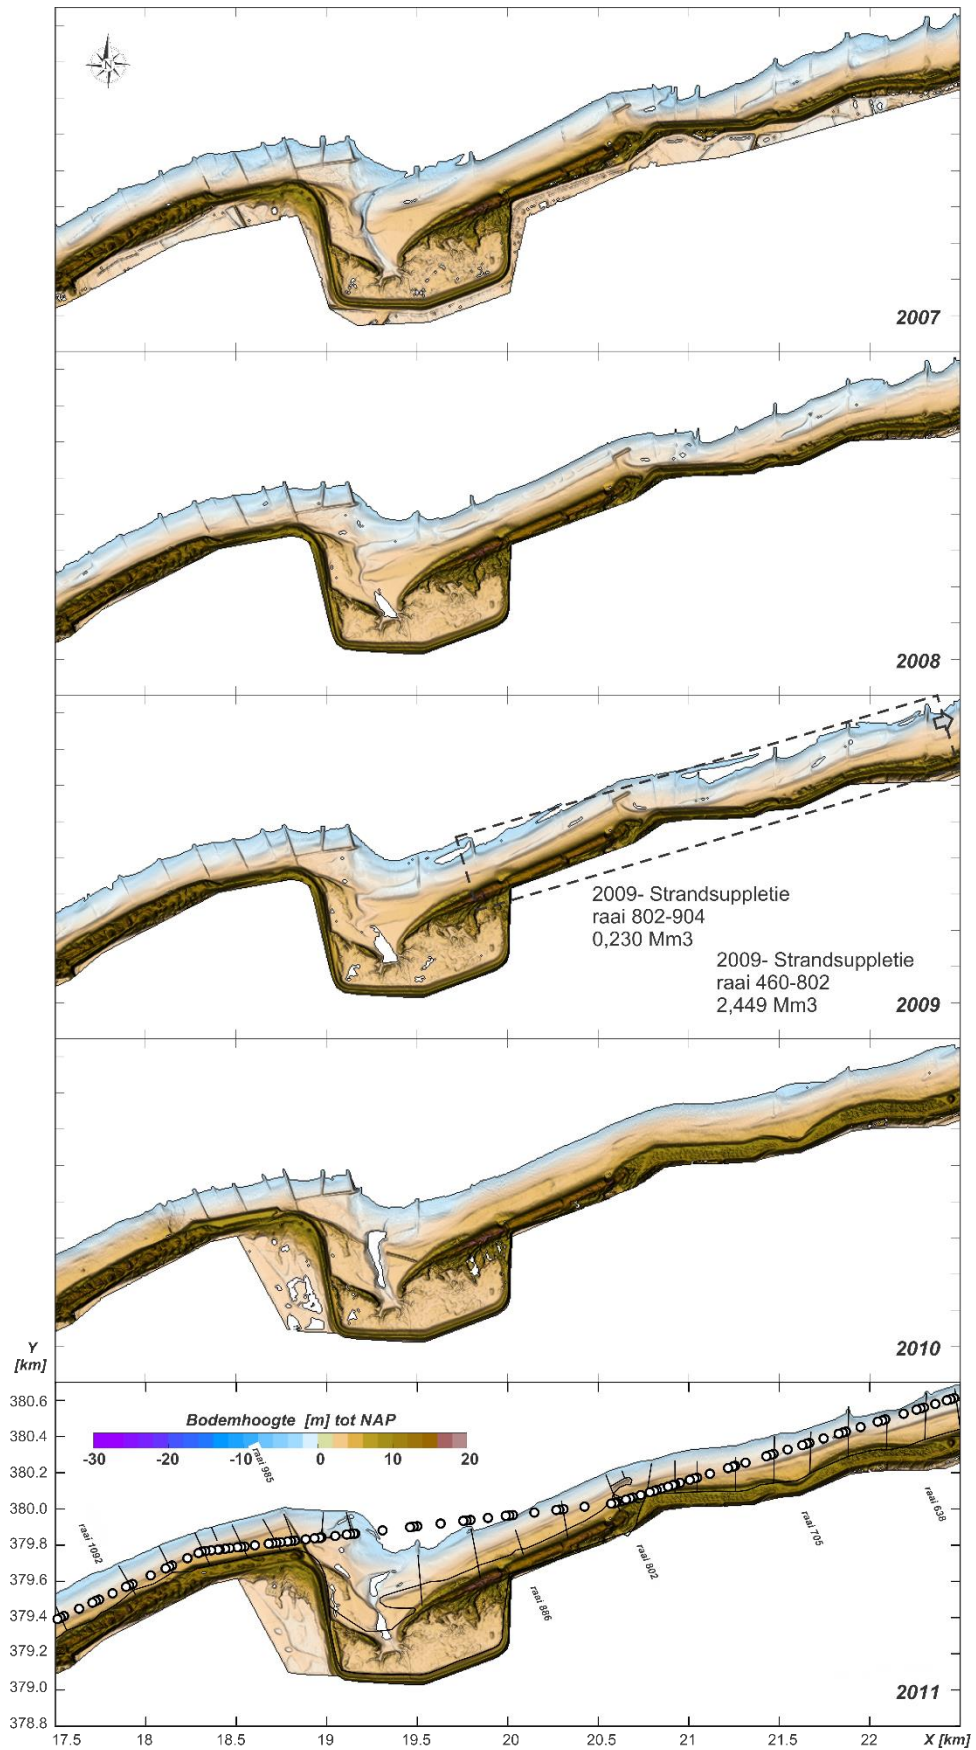 N
2007
2008
2009- Strandsuppletie
raai 802-904
0,230 Mm3
2009- Strandsuppletie
raai 460-802
2,449 Mm3
2009
2010
Y
[km]
Bodemhoogte [m] tot NAP
-30 -20 -10 0 10 20
raai 985
raai 1092
raai 886
raai 802
raai 705
raai 638
380.6
380.4
380.2
380.0
379.8
379.6
379.4
379.2
379.0
378.8
2011
17.5 18 18.5 19 19.5 20 20.5 21 21.5 22 X [km]